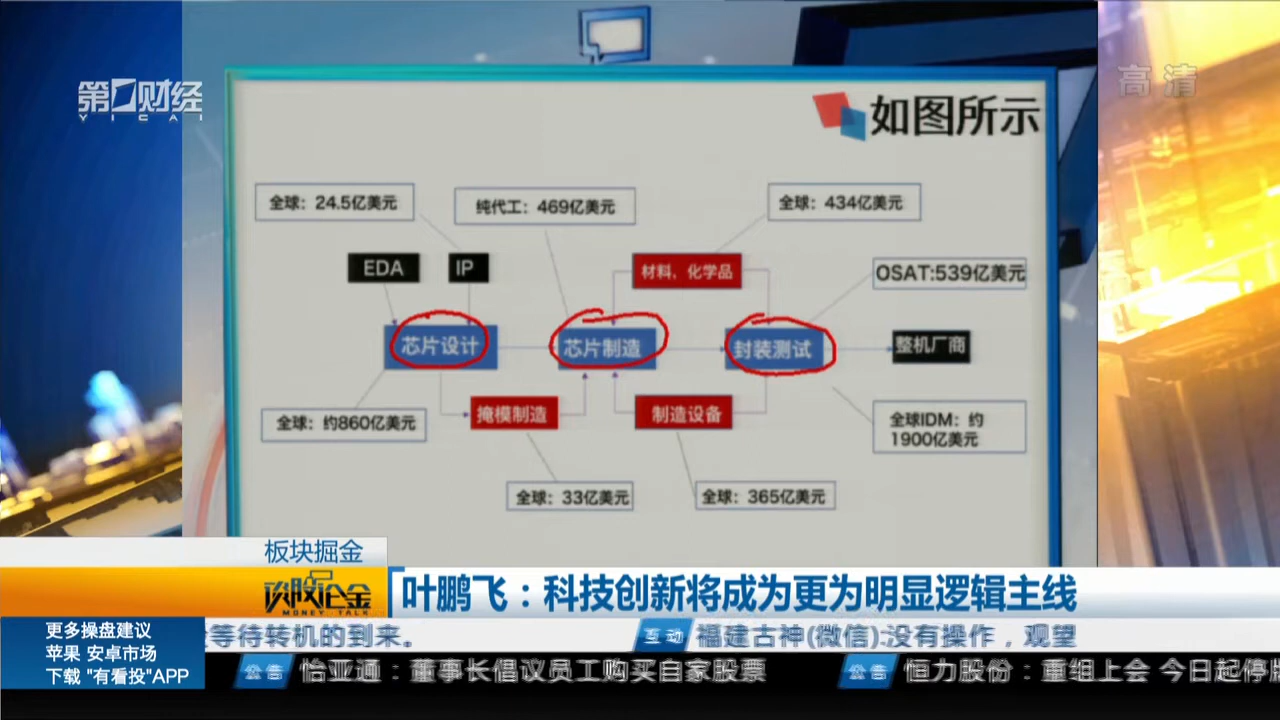 第一财经
YICAI
高清
如图所示
全球：24.5亿美元
纯代工：469亿美元
全球：434亿美元
EDA
IP
材料、化学品
OSAT:539亿美元
芯片设计
芯片制造
封装测试
整机厂商
掩模制造
制造设备
全球：约860亿美元
全球IDM：约
1900亿美元
全球：33亿美元
全球：365亿美元
板块掘金
谈股论金
MONEY TALK
「叶鹏飞：科技创新将成为更为明显逻辑主线
等待转机的到来。
互动 福建古神(微信):没有操作，观望
更多操盘建议
苹果 安卓市场
下载 "有看投"APP
公告 怡亚通：董事长倡议员工购买自家股票
公告 恒力股份：重组上会 今日起停牌